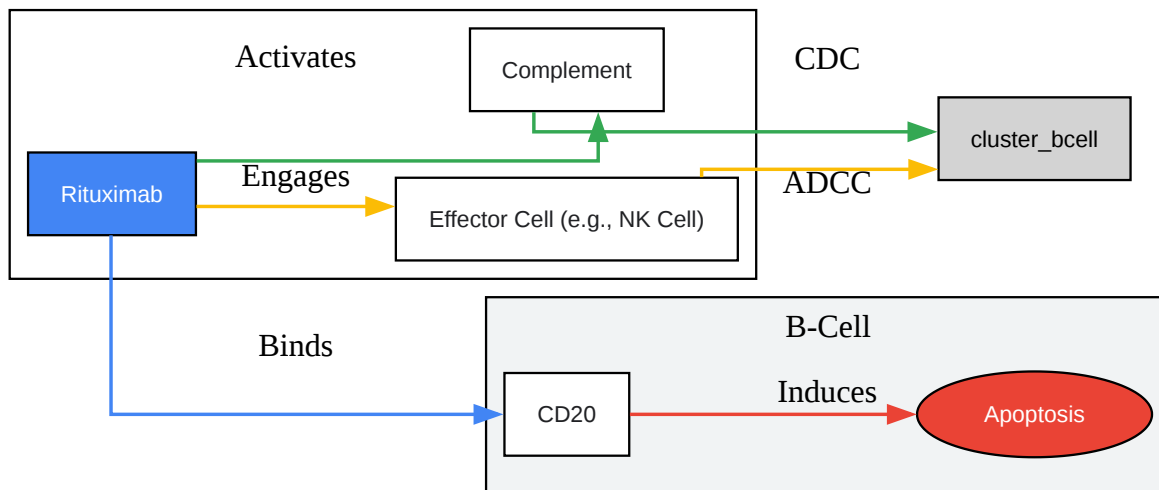 Activates
Complement
CDC
cluster_bcell
Rituximab
Engages
ADCC
Effector Cell (e.g., NK Cell)
B-Cell
Binds
Induces
CD20
Apoptosis